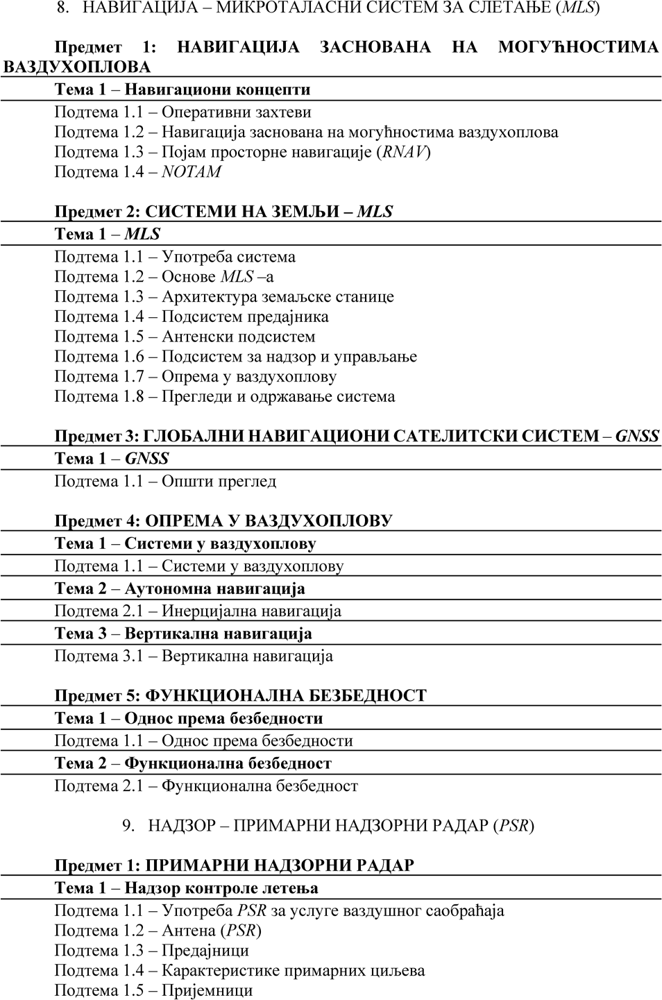 8. НАВИГАЦИЈА – МИКРОТАЛАСНИ СИСТЕМ ЗА СЛЕТАЊЕ (MLS)
Предмет 1: НАВИГАЦИЈА ЗАСНОВАНА НА МОГУЋНОСТИМА
ВАЗДУХОПЛОВА
Тема 1 – Навигациони концепти
Подтема 1.1 – Оперативни захтеви
Подтема 1.2 – Навигација заснована на могућностима ваздухоплова
Подтема 1.3 – Појам просторне навигације (RNAV)
Подтема 1.4 – NOTAM
Предмет 2: СИСТЕМИ НА ЗЕМЉИ – MLS
Тема 1 – MLS
Подтема 1.1 – Употреба система
Подтема 1.2 – Основе MLS –а
Подтема 1.3 – Архитектура земаљске станице
Подтема 1.4 – Подсистем предајника
Подтема 1.5 – Антенски подсистем
Подтема 1.6 – Подсистем за надзор и управљање
Подтема 1.7 – Опрема у ваздухоплову
Подтема 1.8 – Прегледи и одржавање система
Предмет 3: ГЛОБАЛНИ НАВИГАЦИОНИ САТЕЛИТСКИ СИСТЕМ – GNSS
Тема 1 – GNSS
Подтема 1.1 – Општи преглед
Предмет 4: ОПРЕМА У ВАЗДУХОПЛОВУ
Тема 1 – Системи у ваздухоплову
Подтема 1.1 – Системи у ваздухоплову
Тема 2 – Аутономна навигација
Подтема 2.1 – Инерцијална навигација
Тема 3 – Вертикална навигација
Подтема 3.1 – Вертикална навигација
Предмет 5: ФУНКЦИОНАЛНА БЕЗБЕДНОСТ
Тема 1 – Однос према безбедности
Подтема 1.1 – Однос према безбедности
Тема 2 – Функционална безбедност
Подтема 2.1 – Функционална безбедност
9. НАДЗОР – ПРИМАРНИ НАДЗОРНИ РАДАР (PSR)
Предмет 1: ПРИМАРНИ НАДЗОРНИ РАДАР
Тема 1 – Надзор контроле летења
Подтема 1.1 – Употреба PSR за услуге ваздушног саобраћаја
Подтема 1.2 – Антена (PSR)
Подтема 1.3 – Предајници
Подтема 1.4 – Карактеристике примарних циљева
Подтема 1.5 – Пријемници